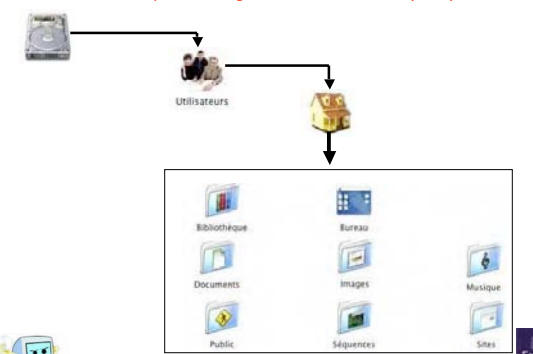 Utilisateurs
Bibliothèque
Bureau
Documents
Images
Musique
Public
Séquences
Sites